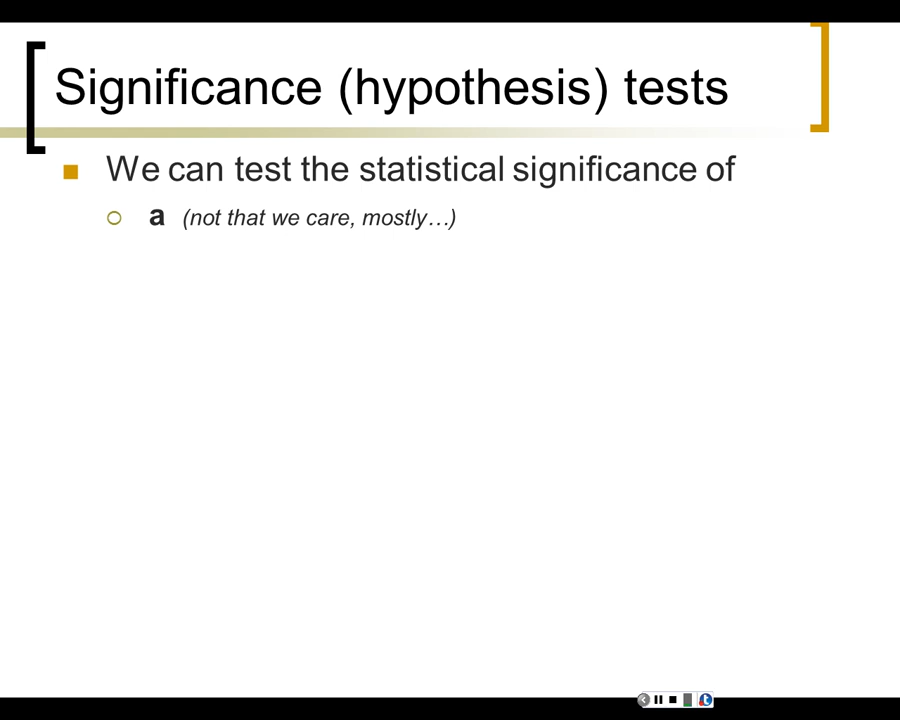 Significance (hypothesis) tests
We can test the statistical significance of
a (not that we care, mostly…)